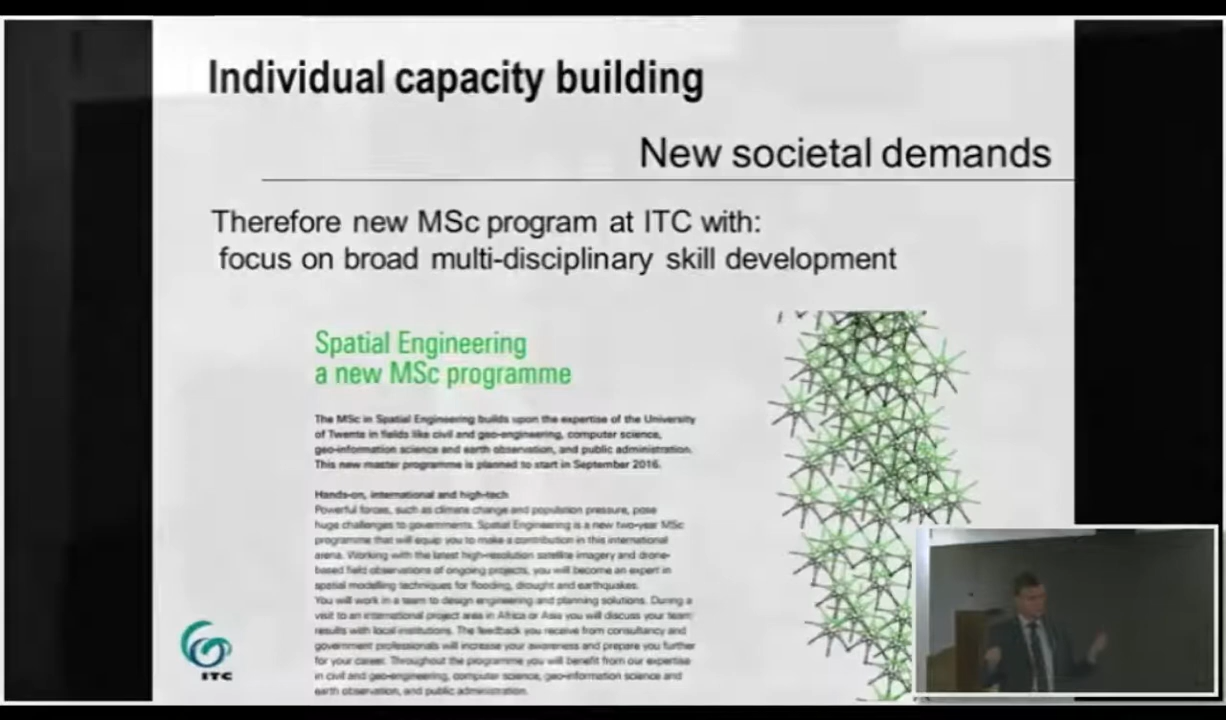 Individual capacity building
New societal demands
Therefore new MSc program at ITC with:
focus on broad multi-disciplinary skill development
Spatial Engineering
a new MSc programme
The MSc in Spatial Engineering builds upon the expertise of the University
of Twente in fields like civil and geo-engineering, computer science,
geo-information science and earth observation, and public administration.
This new master programme is planned to start in September 2016.
Hands-on, international and high-tech
Powerful forces, such as climate change and population pressure, pose
huge challenges to governments. Spatial Engineering is a new two-year MSc
programme that will equip you to make a contribution in this international
arena. Working with the latest high-resolution satellite imagery and drone-
based field observations of ongoing projects, you will become an expert in
spatial modelling techniques for flooding, drought and earthquakes.
You will work in a team to design engineering and planning solutions. During a
visit to an international project area in Africa or Asia you will discuss your team
results with local institutions. The feedback you receive from consultancy and
government professionals will increase your awareness and prepare you further
for your career. Throughout the programme you will benefit from our expertise
in civil and geo-engineering, computer science, geo-information science and
earth observation, and public administration.
ITC